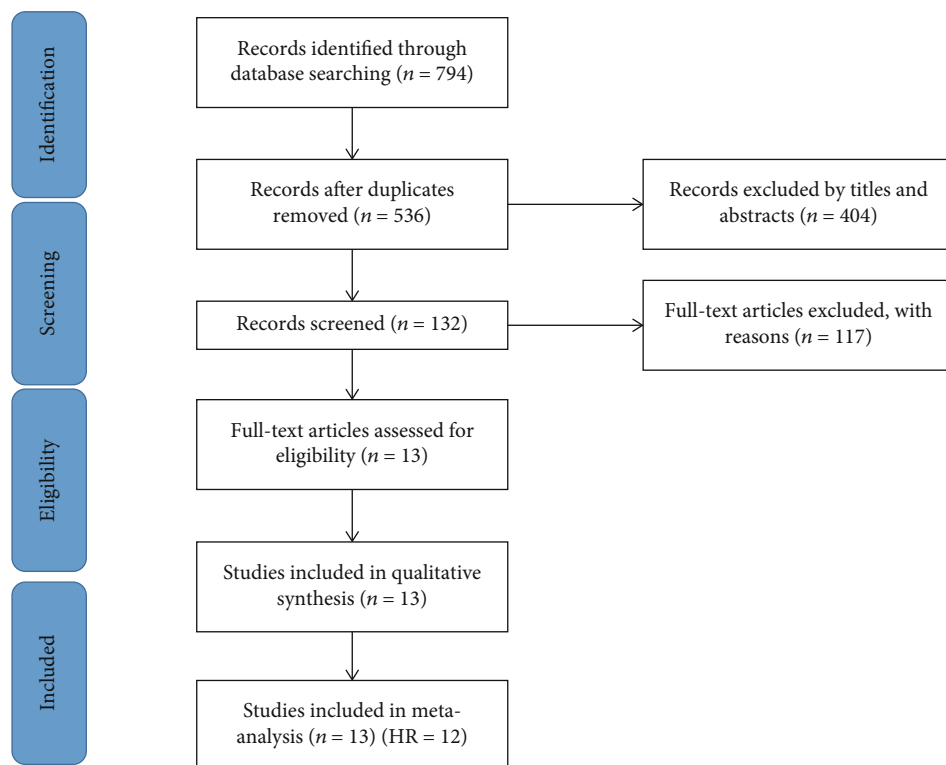 Identification
Records identified through
database searching (n = 794)
Records after duplicates
removed (n = 536)
Records excluded by titles and
abstracts (n = 404)
Screening
Records screened (n = 132)
Full-text articles excluded, with
reasons (n = 117)
Eligibility
Full-text articles assessed for
eligibility (n = 13)
Studies included in qualitative
synthesis (n = 13)
Included
Studies included in meta-
analysis (n = 13) (HR = 12)